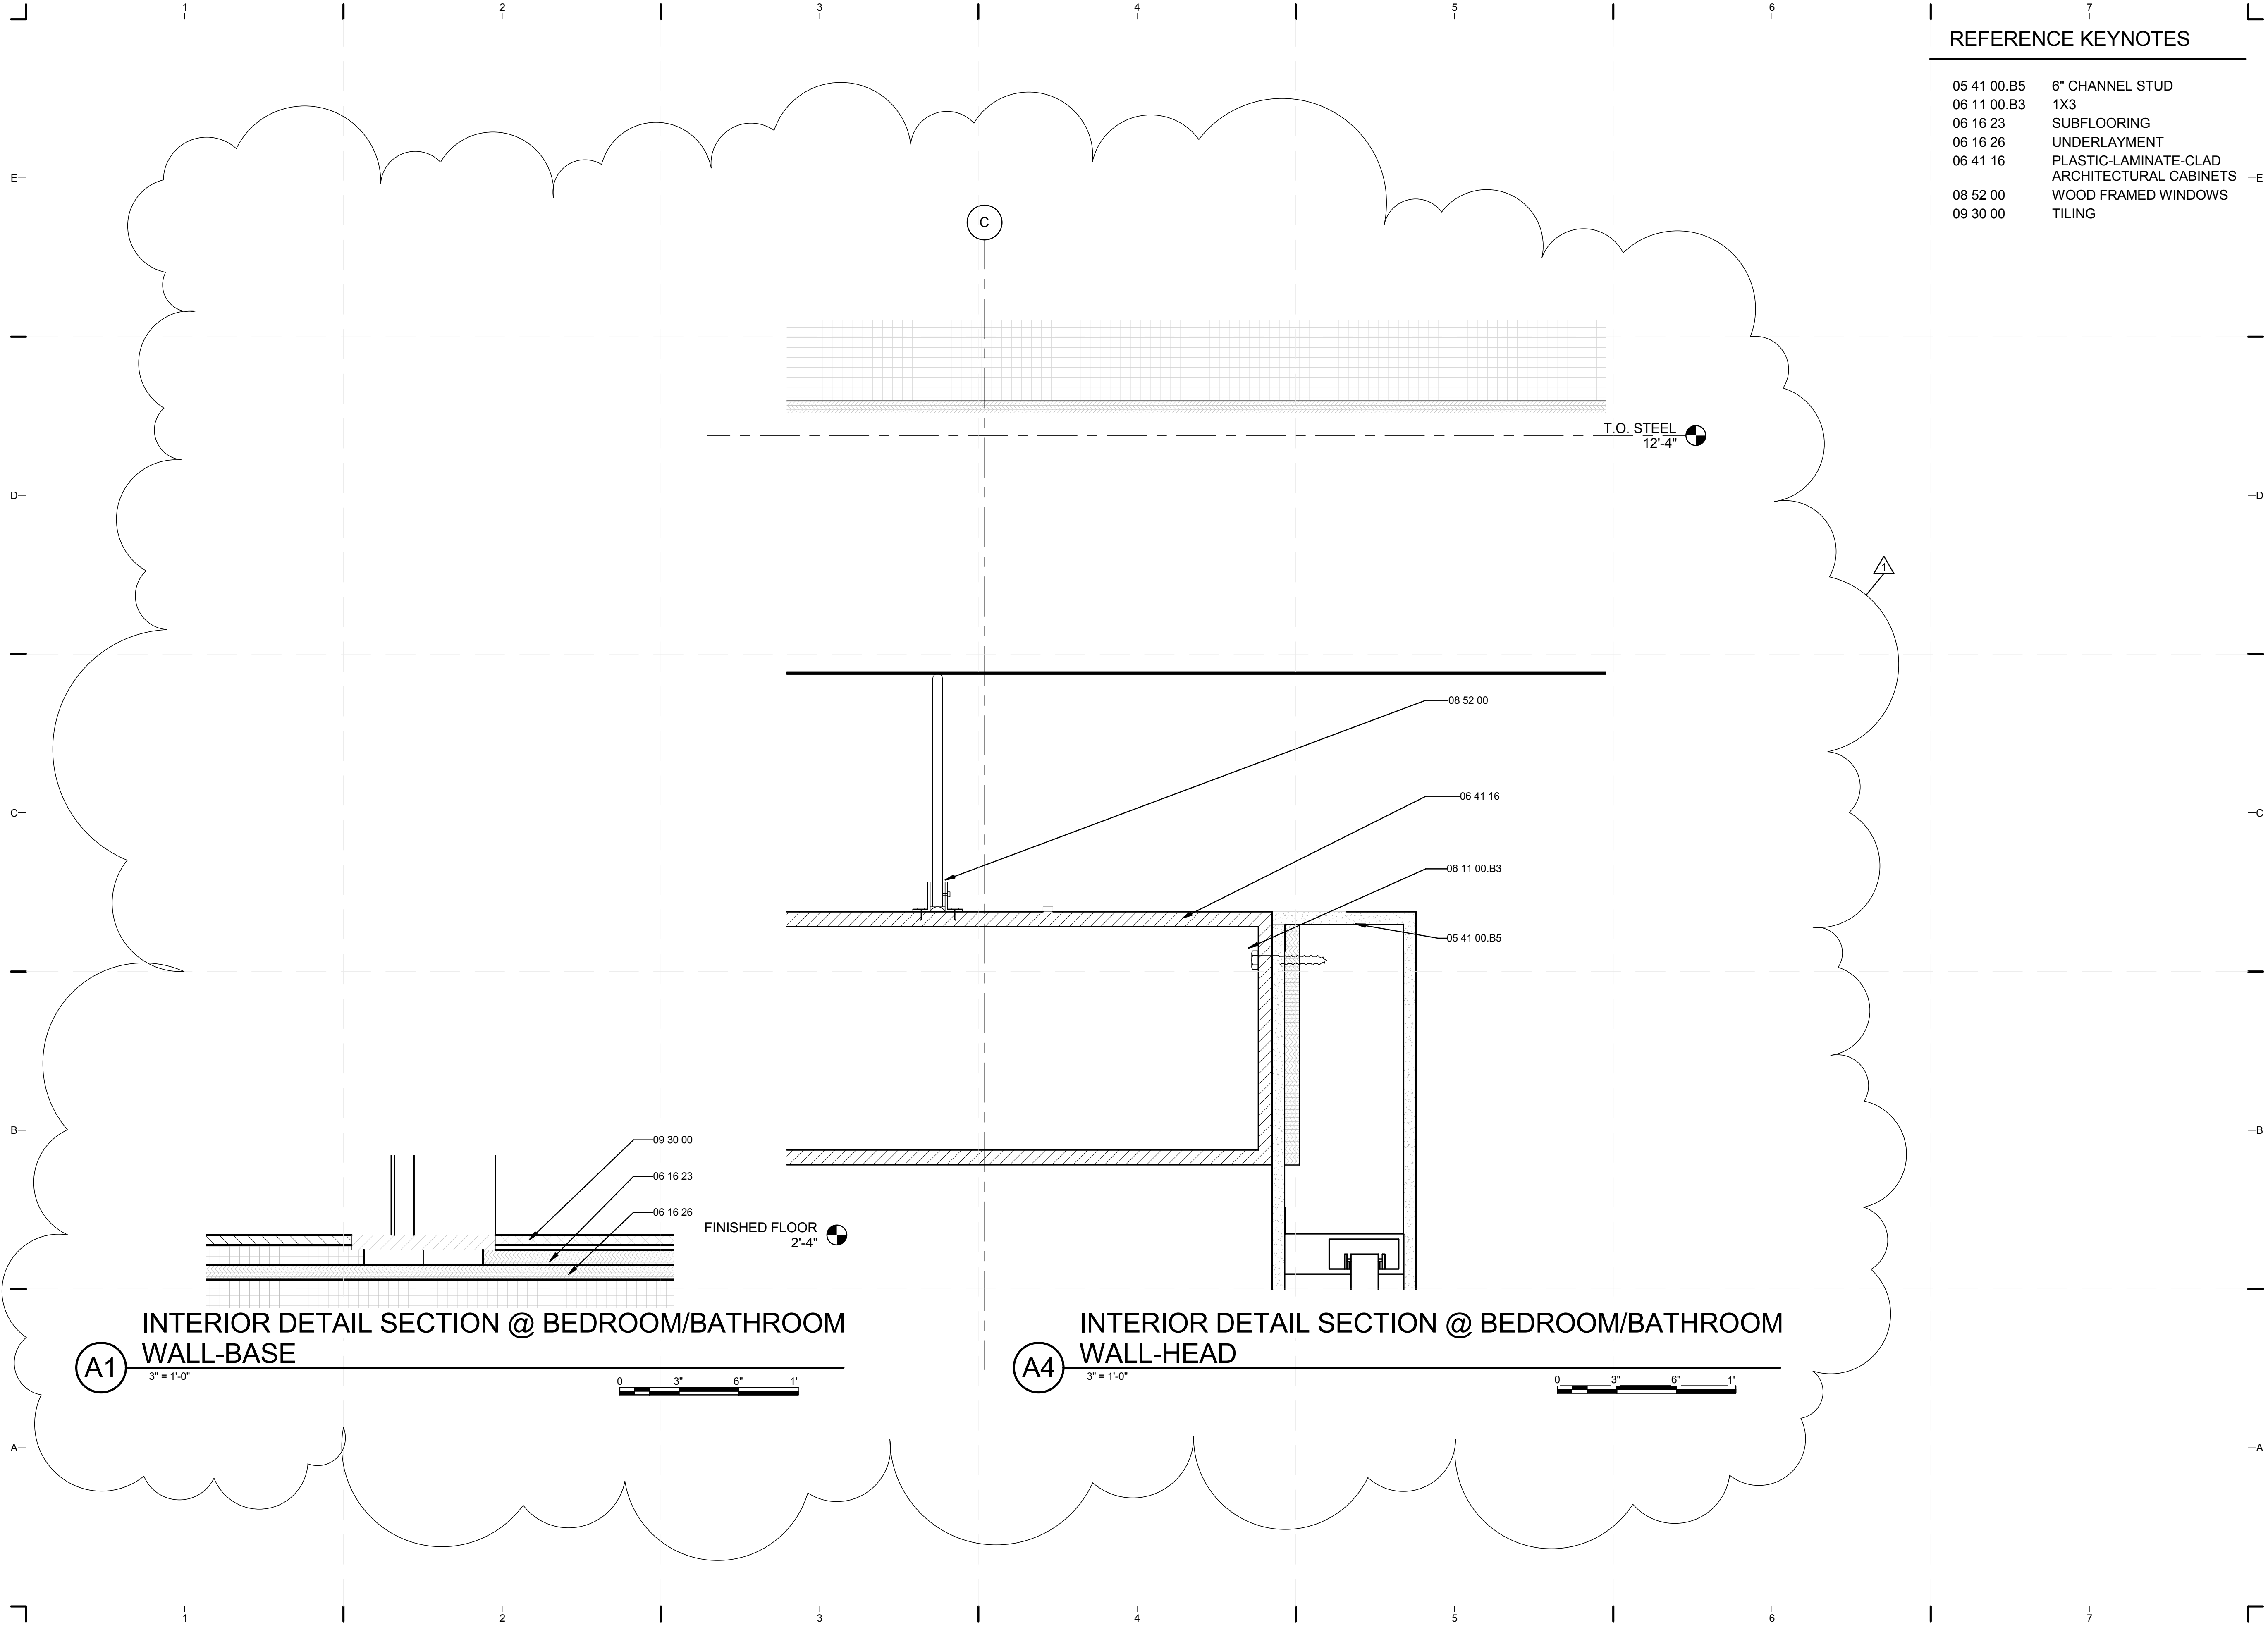 1 2 3 4 5 6 7
REFERENCE KEYNOTES
05 41 00.B5 6" CHANNEL STUD
06 11 00.B3 1X3
06 16 23 SUBFLOORING
06 16 26 UNDERLAYMENT
06 41 16 PLASTIC-LAMINATE-CLAD
ARCHITECTURAL CABINETS
08 52 00 WOOD FRAMED WINDOWS
09 30 00 TILING
E E
C
T.O. STEEL
12'-4"
D D
1
08 52 00
06 41 16
C C
06 11 00.B3
05 41 00.B5
B B
09 30 00
06 16 23
06 16 26
FINISHED FLOOR
2'-4"
INTERIOR DETAIL SECTION @ BEDROOM/BATHROOM
WALL-BASE
A1
3" = 1'-0"
0 3" 6" 1'
INTERIOR DETAIL SECTION @ BEDROOM/BATHROOM
WALL-HEAD
A4
3" = 1'-0"
0 3" 6" 1'
A A
1 2 3 4 5 6 7